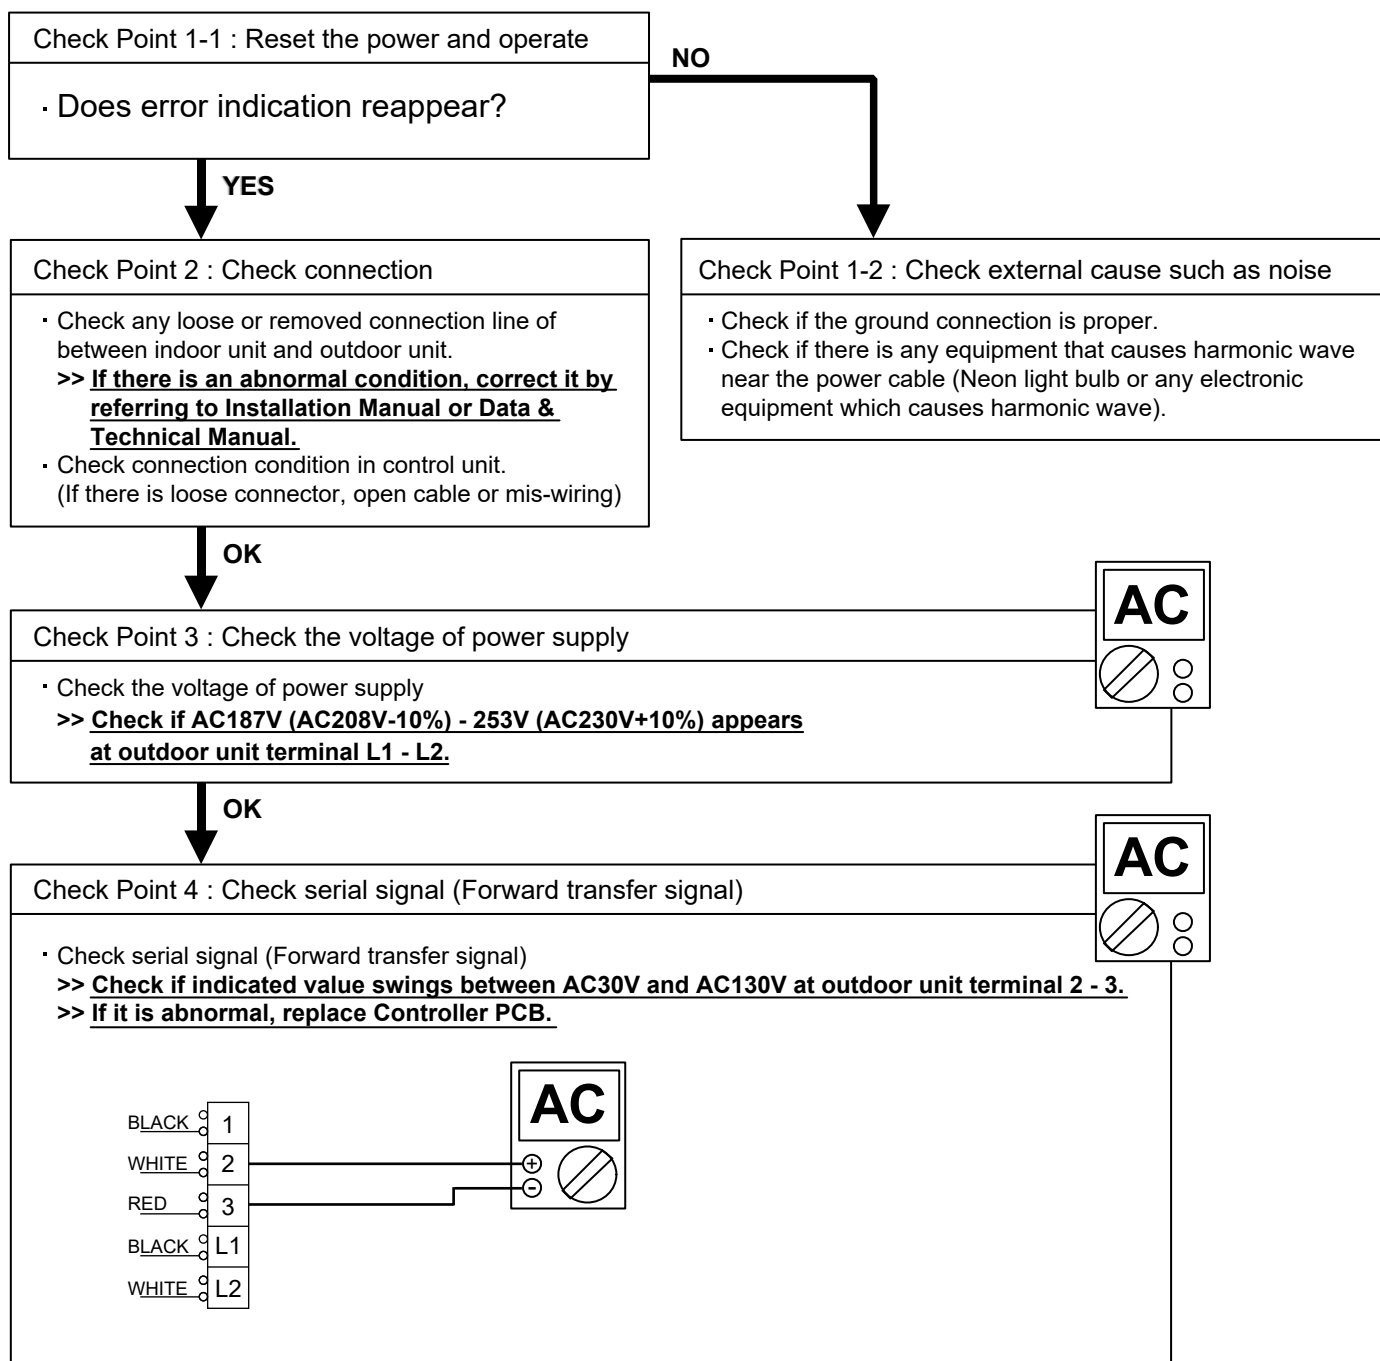 Check Point 1-1 : Reset the power and operate
· Does error indication reappear?
NO
YES
Check Point 2 : Check connection
· Check any loose or removed connection line of
between indoor unit and outdoor unit.
>> If there is an abnormal condition, correct it by
referring to Installation Manual or Data &
Technical Manual.
· Check connection condition in control unit.
(If there is loose connector, open cable or mis-wiring)
Check Point 1-2 : Check external cause such as noise
· Check if the ground connection is proper.
· Check if there is any equipment that causes harmonic wave
near the power cable (Neon light bulb or any electronic
equipment which causes harmonic wave).
OK
Check Point 3 : Check the voltage of power supply
AC
· Check the voltage of power supply
>> Check if AC187V (AC208V-10%) - 253V (AC230V+10%) appears
at outdoor unit terminal L1 - L2.
OK
Check Point 4 : Check serial signal (Forward transfer signal)
AC
· Check serial signal (Forward transfer signal)
>> Check if indicated value swings between AC30V and AC130V at outdoor unit terminal 2 - 3.
>> If it is abnormal, replace Controller PCB.
AC
BLACK 1
WHITE 2 +
RED 3 -
BLACK L1
WHITE L2